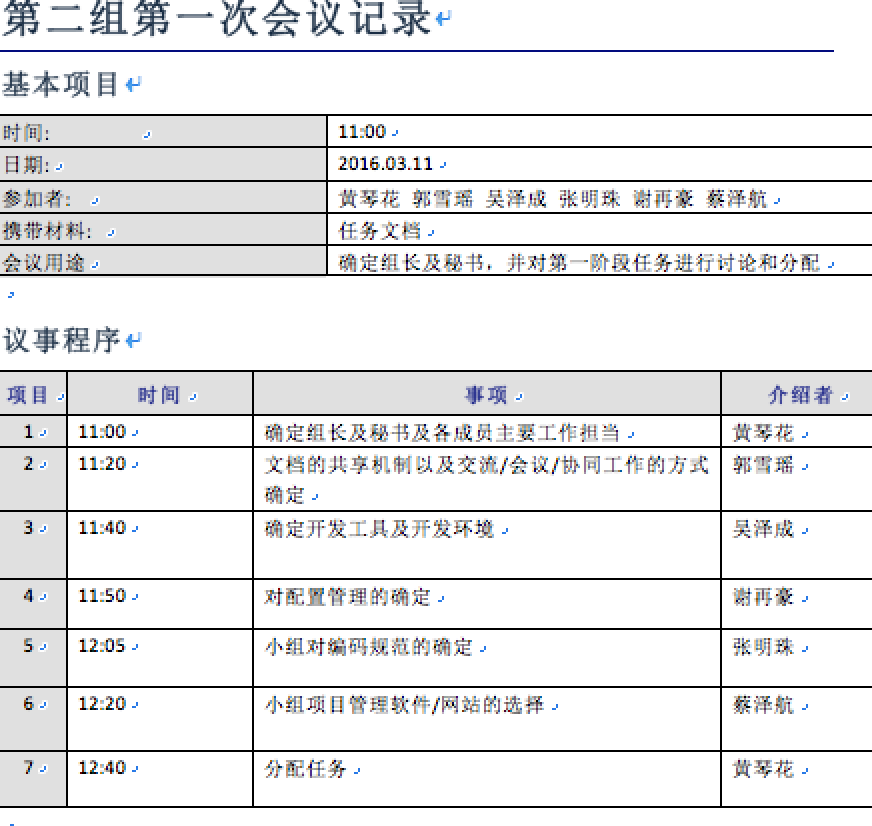 第二组第一次会议记录
基本项目
时间: 11:00
日期: 2016.03.11
参加者: 黄琴花 郭雪瑶 吴泽成 张明珠 谢再豪 蔡泽航
携带材料: 任务文档
会议用途 确定组长及秘书，并对第一阶段任务进行讨论和分配
议事程序
项目 时间 事项 介绍者
1 11:00 确定组长及秘书及各成员主要工作担当 黄琴花
2 11:20 文档的共享机制以及交流/会议/协同工作的方式 郭雪瑶
确定
3 11:40 确定开发工具及开发环境 吴泽成
4 11:50 对配置管理的确定 谢再豪
5 12:05 小组对编码规范的确定 张明珠
6 12:20 小组项目管理软件/网站的选择 蔡泽航
7 12:40 分配任务 黄琴花